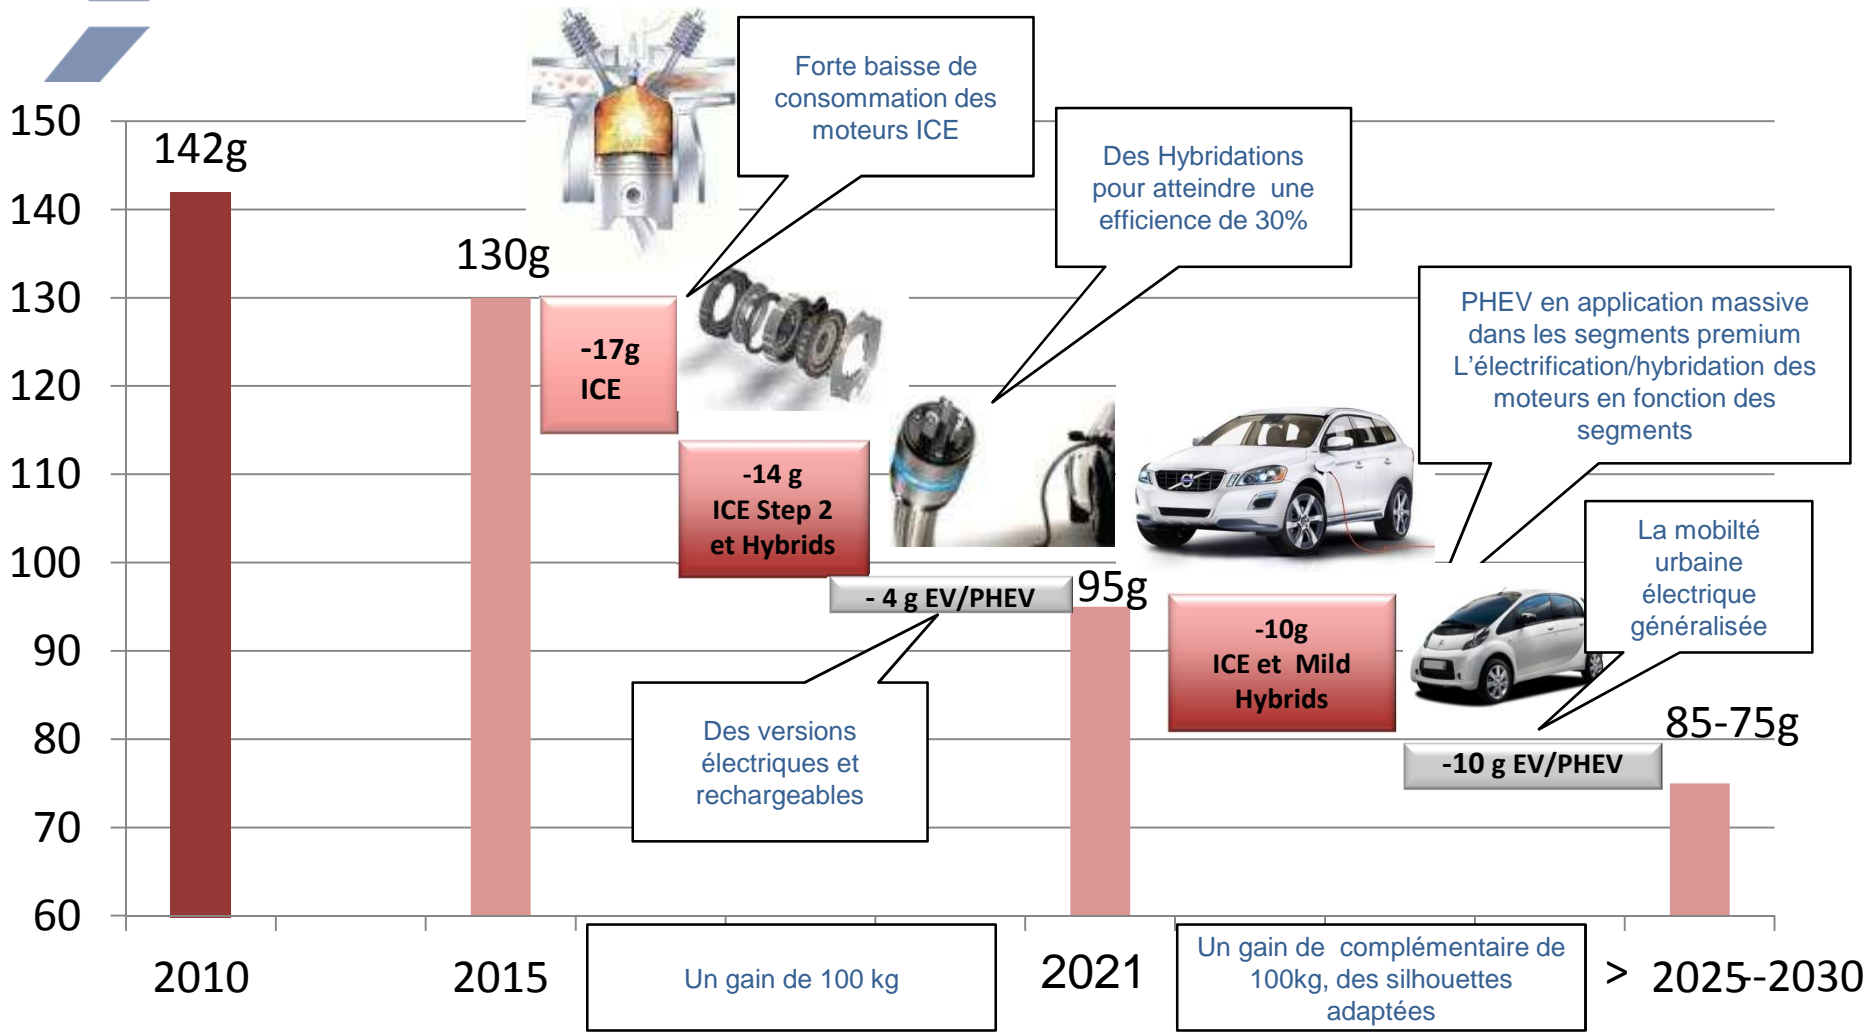 150
140
130
120
110
100
90
80
70
60
142g
130g
Forte baisse de
consommation des
moteurs ICE
Des Hybridations
pour atteindre une
efficience de 30%
PHEV en application massive
dans les segments premium
L'électrification/hybridation des
moteurs en fonction des
segments
-17g
ICE
-14 g
ICE Step 2
et Hybrids
- 4 g EV/PHEV
95g
Des versions
électriques et
rechargeables
-10g
ICE et Mild
Hybrids
La mobilté
urbaine
électrique
généralisée
-10 g EV/PHEV
85-75g
2010
2015
Un gain de 100 kg
2021
Un gain de complémentaire de
100kg, des silhouettes
adaptées
> 2025--2030